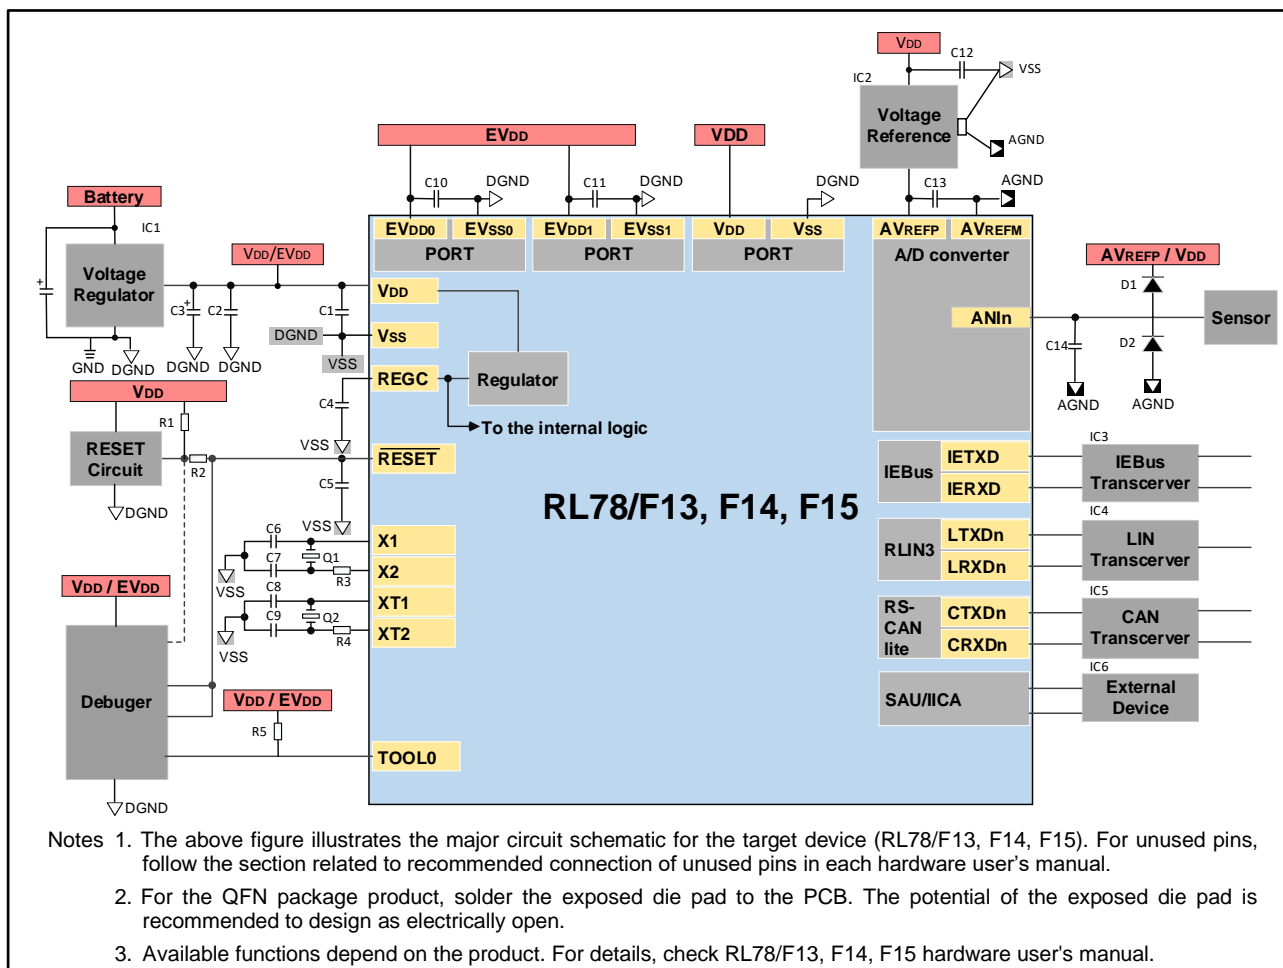 VDD
C12
VSS
IC2
Voltage
Reference
AGND
EVDD
VDD
C10
DGND
C11
DGND
DGND
C13
AGND
Battery
IC1
EVDD0 EVSS0
PORT
EVDD1 EVSS1
PORT
VDD VSS
PORT
AVREFP AVREFM
A/D converter
VDD/EVDD
AVREFP / VDD
Voltage
Regulator
+
C3
+
C2
C1
VDD
D1
DGND
VSS
ANIn
Sensor
GND
DGND
DGND
DGND
VSS
C14
D2
REGC
Regulator
VDD
C4
AGND
AGND
R1
To the internal logic
RESET
Circuit
R2
VSS
RESET
IC3
C5
IEBus
IETXD
IERXD
IEBus
Transcerver
DGND
VSS
RL78/F13, F14, F15
IC4
C6
X1
C7
Q1
X2
R3
RLIN3
LTXDn
LRXDn
LIN
Transcerver
VSS
C8
XT1
C9
Q2
XT2
R4
VSS
VDD / EVDD
IC5
RS-
CAN
lite
CTXDn
CRXDn
CAN
Transcerver
IC6
Debuger
VDD / EVDD
R5
SAU/IICA
External
Device
TOOL0
DGND
Notes 1. The above figure illustrates the major circuit schematic for the target device (RL78/F13, F14, F15). For unused pins,
follow the section related to recommended connection of unused pins in each hardware user’s manual.
2. For the QFN package product, solder the exposed die pad to the PCB. The potential of the exposed die pad is
recommended to design as electrically open.
3. Available functions depend on the product. For details, check RL78/F13, F14, F15 hardware user's manual.